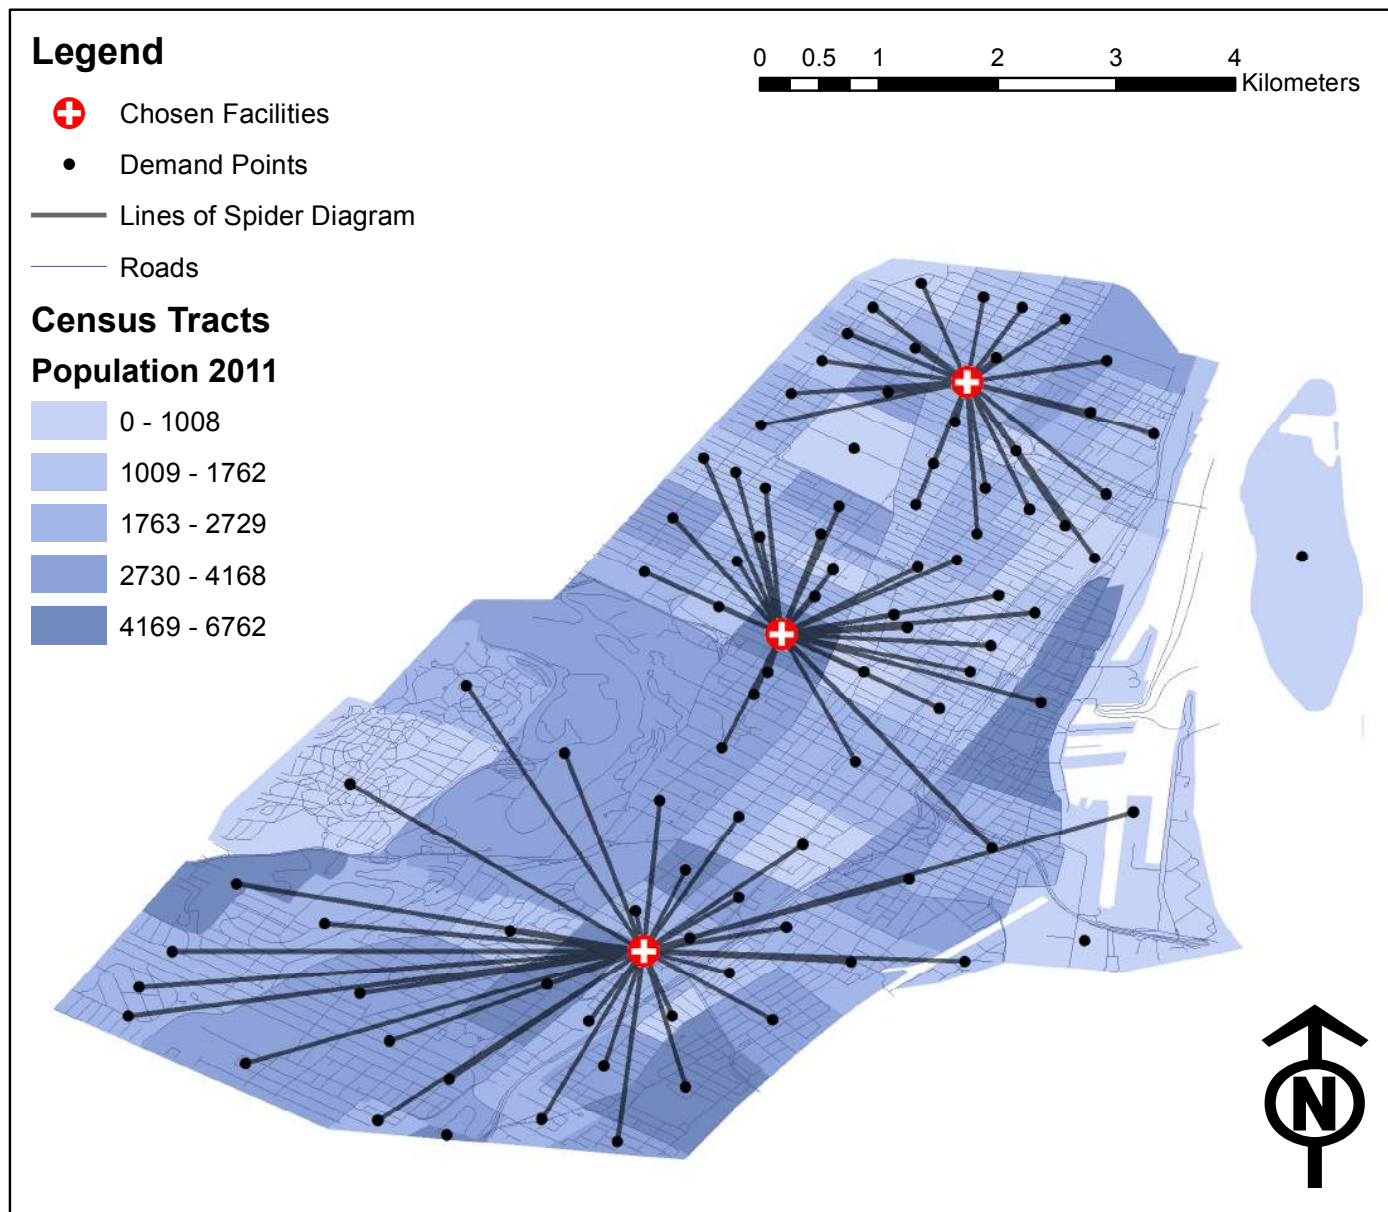 Legend
Chosen Facilities
Demand Points
Lines of Spider Diagram
Roads
Census Tracts
Population 2011
0 - 1008
1009 - 1762
1763 - 2729
2730 - 4168
4169 - 6762
0 0.5 1 2 3 4
Kilometers
N